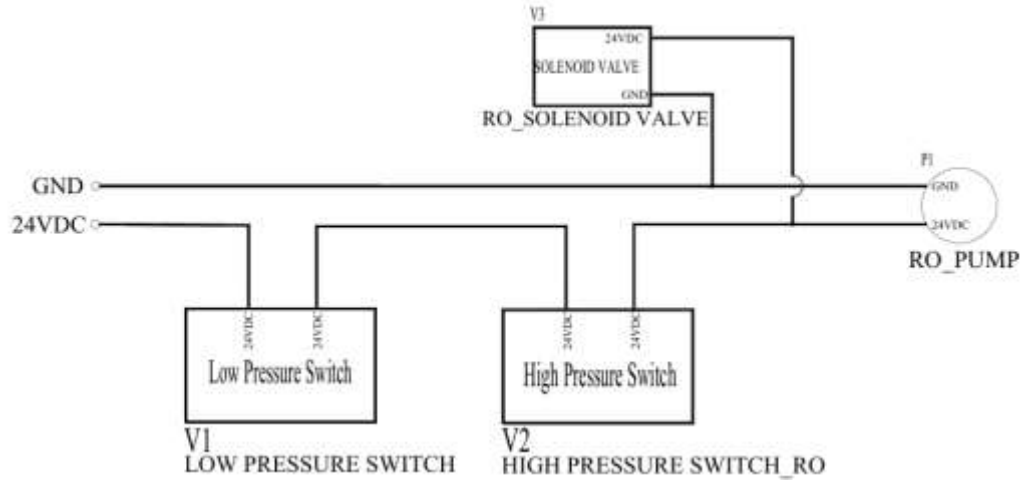 V3
24VDC
SOLENOID VALVE
GND
RO_SOLENOID VALVE
P1
GND
GND
24VDC
24VDC
RO_PUMP
24VDC
24VDC
24VDC
24VDC
Low Pressure Switch
High Pressure Switch
V1
V2
LOW PRESSURE SWITCH
HIGH PRESSURE SWITCH_RO